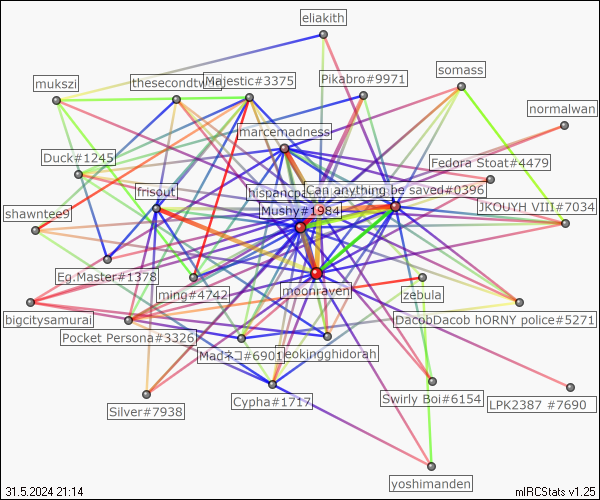 eliakith
mukszi
Majestic#3375
Pikabro#9971
somass
normalwan
marcemadness
Duck#1245
Fedora Stoat#4479
frisout
Can anything be saved#0396
JKOUYH VIII#7034
shawntee9
Mushy#1984
Eg.Master#1378
ming#4742
moonraven
zebula
bigcitysamurai
DacobDacob hORNY police#5271
Pocket Persona#3326
Madネコ#6901
eokingghidorah
Silver#7938
Cypha#1717
Swirly Boi#6154
LPK2387 #7690
yoshimanden
31.5.2024 21:14
mIRCStats v1.25